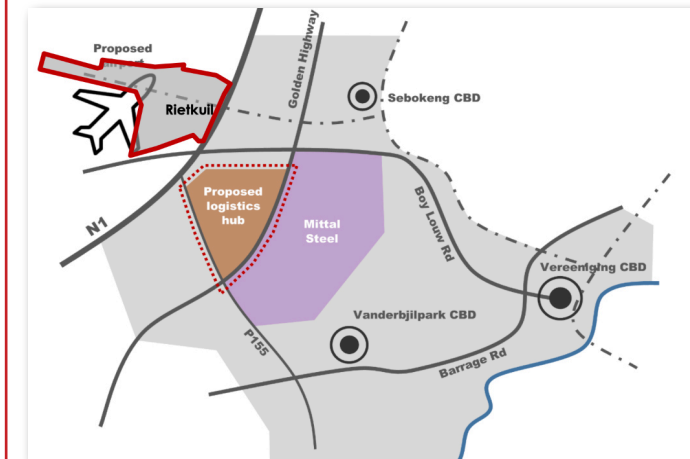 Proposed
Rietkuil
Golden Highway
Sebokeng CBD
N1
Proposed
logistics
hub
Mittal
Steel
Boy Louw Rd
Vereeniging CBD
Vanderbjilpark CBD
P155
Barrage Rd